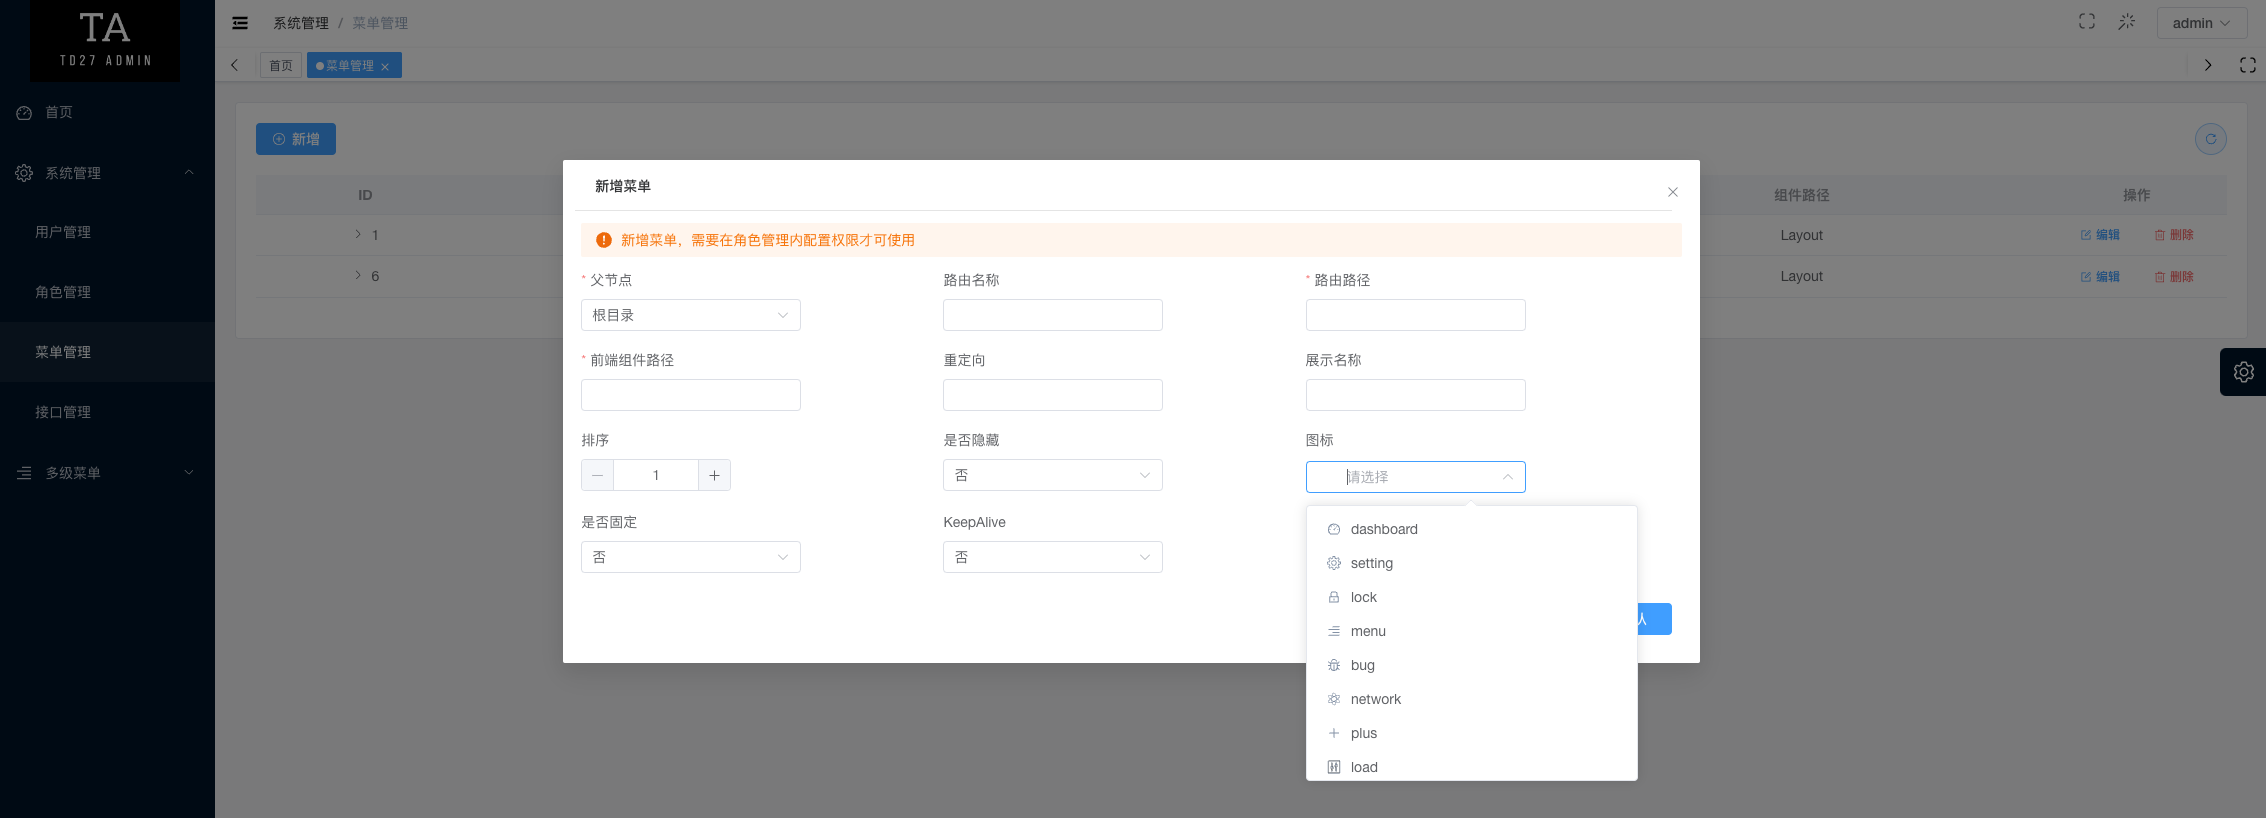 TA
TD27 ADMIN
系统管理 / 菜单管理
admin
首页
菜单管理
首页
系统管理
用户管理
角色管理
菜单管理
接口管理
多级菜单
新增
ID
组件路径
操作
1
Layout
编辑
删除
6
Layout
编辑
删除
新增菜单
新增菜单，需要在角色管理内配置权限才可使用
* 父节点
路由名称
* 路由路径
根目录
* 前端组件路径
重定向
展示名称
排序
是否隐藏
图标
1
否
请选择
是否固定
KeepAlive
否
否
dashboard
setting
lock
menu
bug
network
plus
load